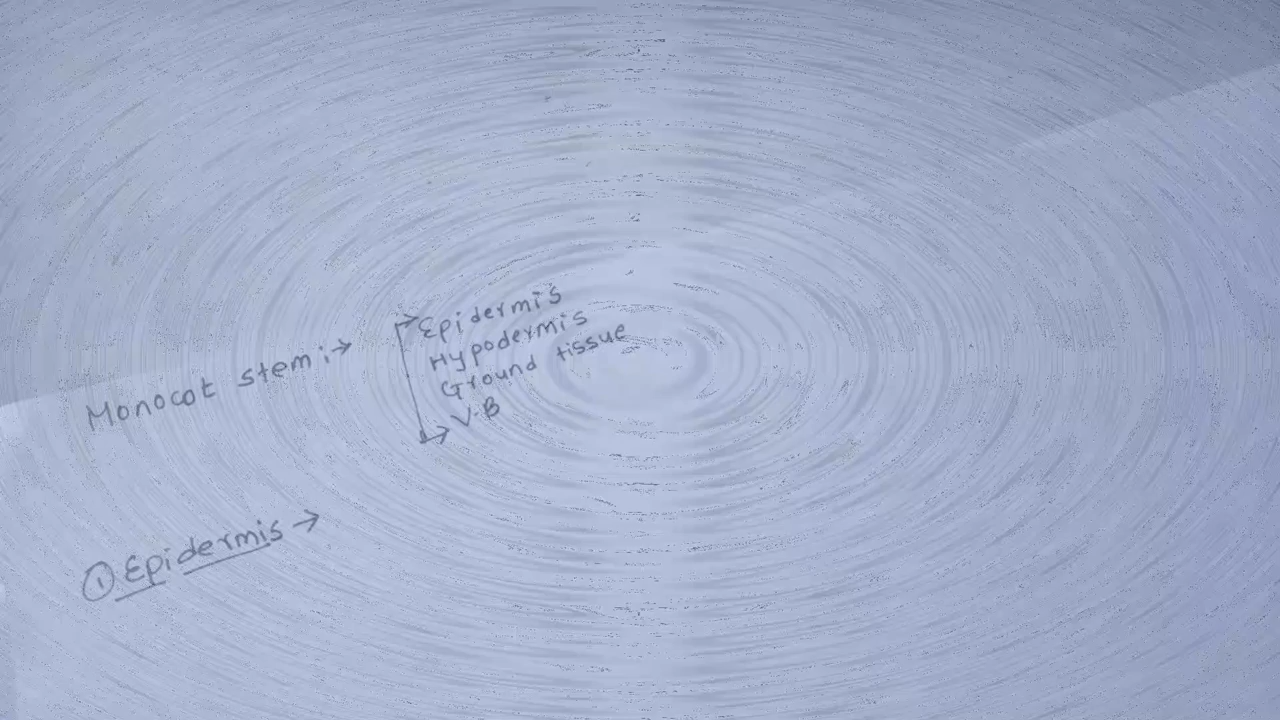 Monocot stem :→
Epidermis
Hypodermis
Ground tissue
V.B
① Epidermis →